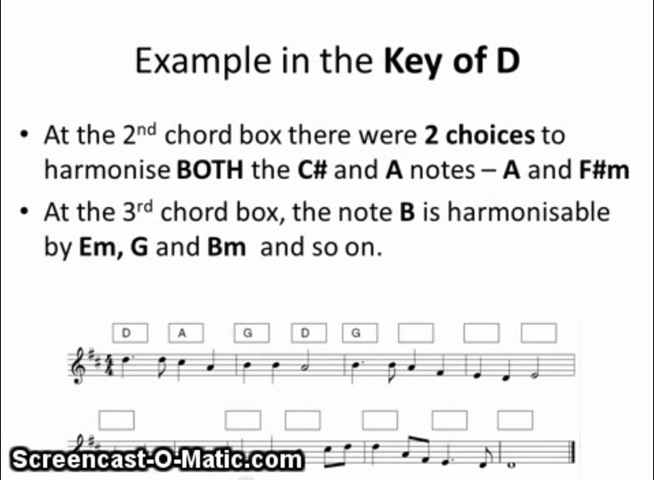 Example in the Key of D
• At the 2nd chord box there were 2 choices to
harmonise BOTH the C# and A notes – A and F#m
• At the 3rd chord box, the note B is harmonisable
by Em, G and Bm and so on.
D A G D G
4
4
Screencast-O-Matic.com